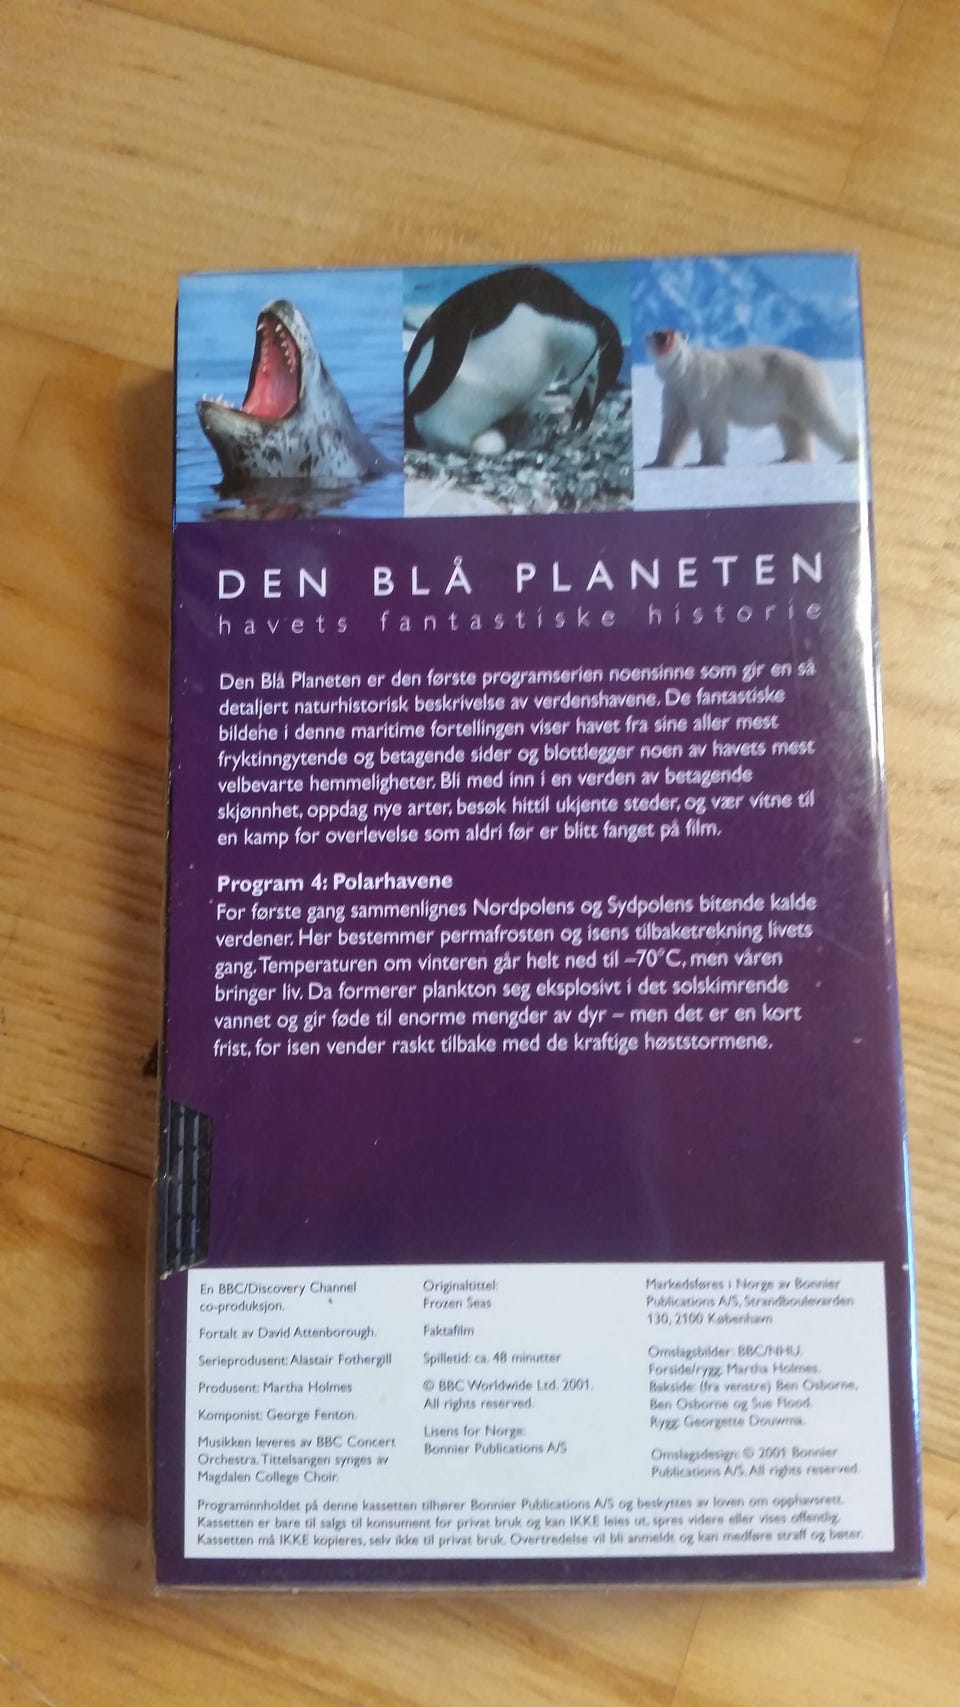 DEN BLÅ PLANETEN
havets fantastiske historie
Den Blå Planeten er den første programserien noensinne som gir en så
detaljert naturhistorisk beskrivelse av verdenshavene. De fantastiske
bildene i denne maritime fortellingen viser havet fra sine aller mest
fryktinngytende og betagende sider og blottlegger noen av havets mest
velbevarte hemmeligheter. Bli med inn i en verden av betagende
skjønnhet, oppdag nye arter, besøk hittil ukjente steder, og vær vitne til
en kamp for overlevelse som aldri før er blitt fanget på film.
Program 4: Polarhavene
For første gang sammenlignes Nordpolens og Sydpolens bitende kalde
verdener. Her bestemmer permafrosten og isens tilbaketrekning livets
gang. Temperaturen om vinteren går helt ned til –70°C, men våren
bringer liv. Da formerer plankton seg eksplosivt i det solskimrende
vannet og gir føde til enorme mengder av dyr – men det er en kort
frist, for isen vender raskt tilbake med de kraftige høststormene.
En BBC/Discovery Channel
co-produksjon.
Fortalt av David Attenborough.
Serieprodusent: Alastair Fothergill
Produsent: Martha Holmes
Komponist: George Fenton.
Musikken leveres av BBC Concert
Orchestra. Tittelsangen synges av
Magdalen College Choir.
Originaltittel:
Frozen Seas
Faktafilm
Spilletid: ca. 48 minutter
© BBC Worldwide Ltd. 2001.
All rights reserved.
Lisens for Norge:
Bonnier Publications A/S
Markedsføres i Norge av Bonnier
Publications A/S, Strandboulevarden
130, 2100 København
Omslagsbilder: BBC/NHU.
Forside/rygg: Martha Holmes.
Bakside: (fra venstre) Ben Osborne,
Ben Osborne og Sue Flood.
Rygg: Georgette Douwma.
Omslagsdesign: © 2001 Bonnier
Publications A/S. All rights reserved.
Programinnholdet på denne kassetten tilhører Bonnier Publications A/S og beskyttes av loven om opphavsrett.
Kassetten er bare til salgs til konsument for privat bruk og kan IKKE leies ut, spres videre eller vises offentlig.
Kassetten må IKKE kopieres, selv ikke til privat bruk. Overtredelse vil bli anmeldt og kan medføre straff og bøter.